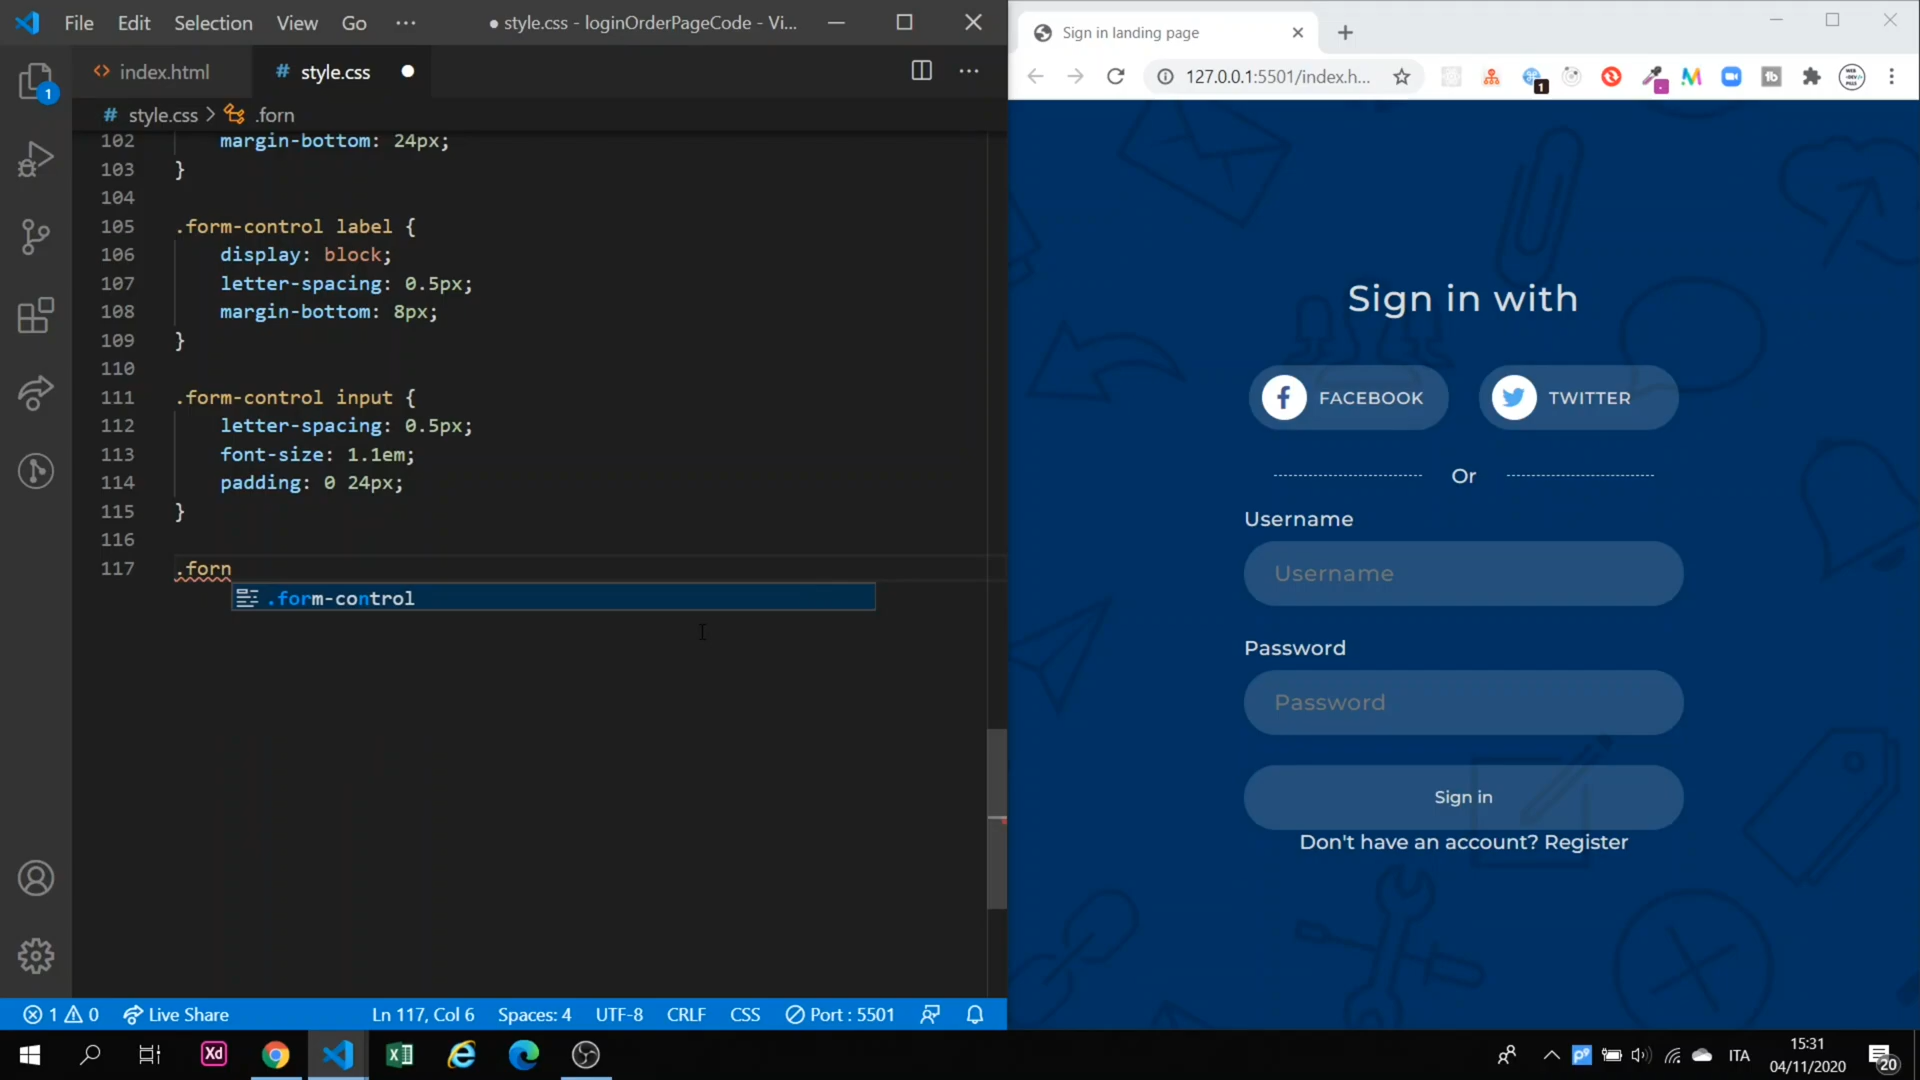 File Edit Selection View Go ···
● style.css - loginOrderPageCode - Vi...
1
<> index.html
# style.css
# style.css > .forn
102 margin-bottom: 24px;
103 }
104
105 .form-control label {
106 display: block;
107 letter-spacing: 0.5px;
108 margin-bottom: 8px;
109 }
110
111 .form-control input {
112 letter-spacing: 0.5px;
113 font-size: 1.1em;
114 padding: 0 24px;
115 }
116
117 .forn
.form-control
1 0 Live Share Ln 117, Col 6 Spaces: 4 UTF-8 CRLF CSS Port : 5501
Sign in landing page
127.0.0.1:5501/index.h...
1
Sign in with
FACEBOOK
TWITTER
Or
Username
Username
Password
Password
Sign in
Don't have an account? Register
Xd
ITA
15:31
04/11/2020
20